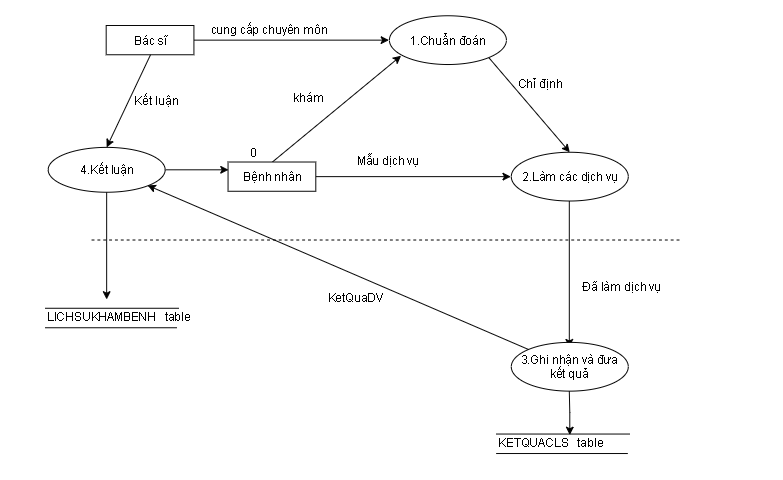 Bác sĩ
cung cấp chuyên môn
1.Chuẩn đoán
Kết luận
khám
Chỉ định
0
4.Kết luận
Bệnh nhân
Mẫu dịch vụ
2.Làm các dịch vụ
KetQuaDV
Đã làm dịch vụ
LICHSUKHAMBENH table
3.Ghi nhận và đưa
kết quả
KETQUACLS table